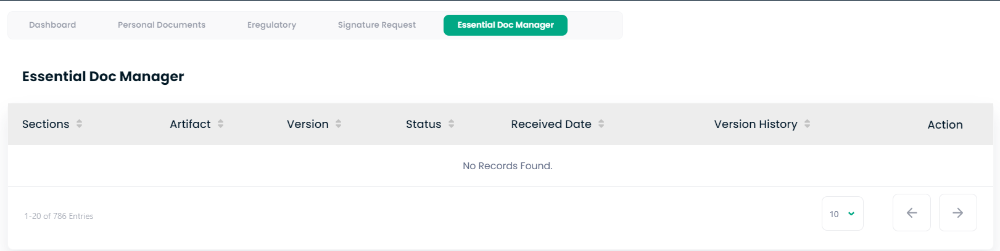 Dashboard Personal Documents Eregulatory Signature Request Essential Doc Manager
Essential Doc Manager
Sections Artifact Version Status Received Date Version History Action
No Records Found.
1-20 of 786 Entries 10